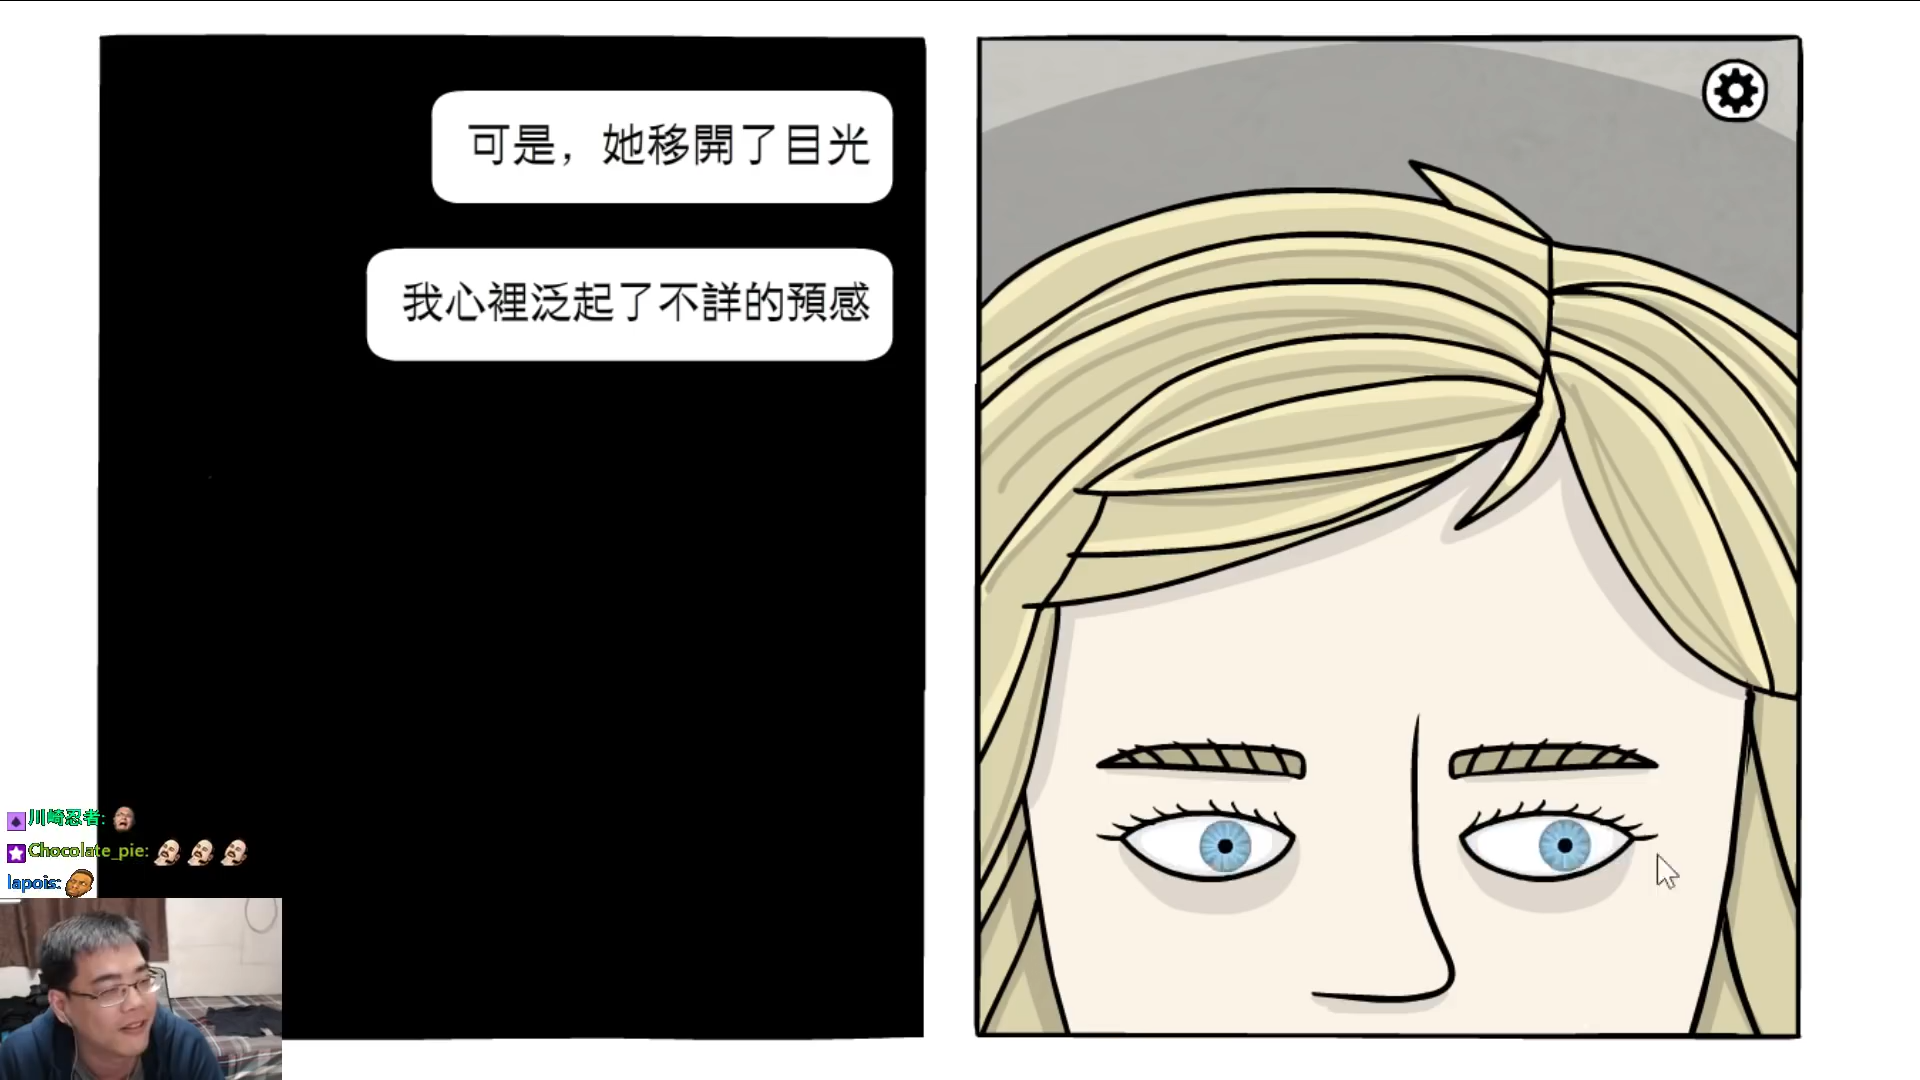 可是，她移開了目光
我心裡泛起了不詳的預感
川崎忍者:
Chocolate_pie:
lapois: